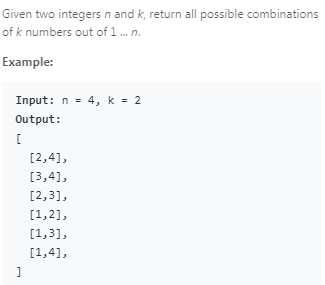 Given two integers n and k, return all possible combinations
of k numbers out of 1 ... n.
Example:
Input: n = 4, k = 2
Output:
[
  [2,4],
  [3,4],
  [2,3],
  [1,2],
  [1,3],
  [1,4],
]